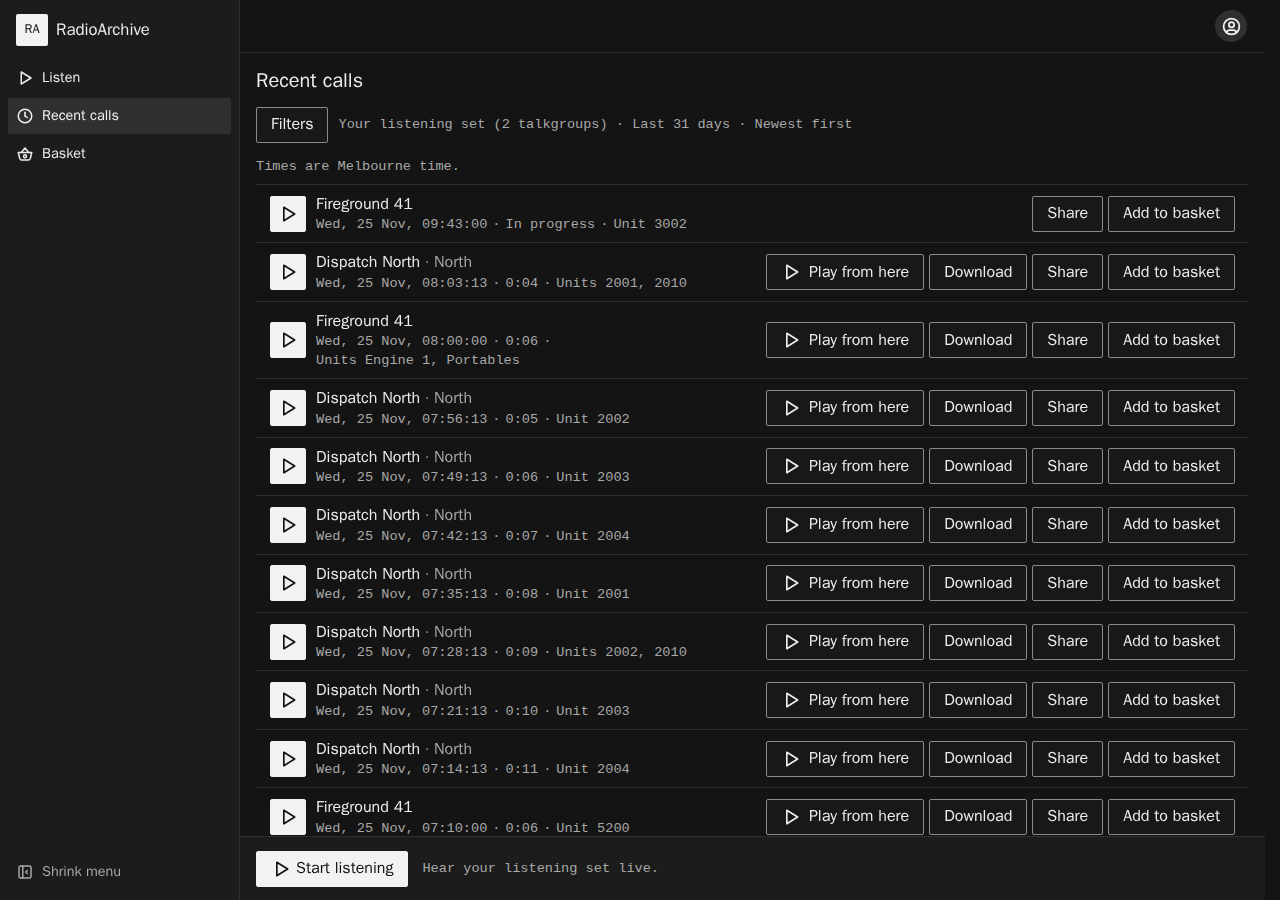 RA RadioArchive
Listen
Recent calls
Basket
Shrink menu
Recent calls
Filters Your listening set (2 talkgroups) · Last 31 days · Newest first
Times are Melbourne time.
Fireground 41
Wed, 25 Nov, 09:43:00 · In progress · Unit 3002
Share Add to basket
Dispatch North · North
Wed, 25 Nov, 08:03:13 · 0:04 · Units 2001, 2010
Play from here Download Share Add to basket
Fireground 41
Wed, 25 Nov, 08:00:00 · 0:06 ·
Units Engine 1, Portables
Play from here Download Share Add to basket
Dispatch North · North
Wed, 25 Nov, 07:56:13 · 0:05 · Unit 2002
Play from here Download Share Add to basket
Dispatch North · North
Wed, 25 Nov, 07:49:13 · 0:06 · Unit 2003
Play from here Download Share Add to basket
Dispatch North · North
Wed, 25 Nov, 07:42:13 · 0:07 · Unit 2004
Play from here Download Share Add to basket
Dispatch North · North
Wed, 25 Nov, 07:35:13 · 0:08 · Unit 2001
Play from here Download Share Add to basket
Dispatch North · North
Wed, 25 Nov, 07:28:13 · 0:09 · Units 2002, 2010
Play from here Download Share Add to basket
Dispatch North · North
Wed, 25 Nov, 07:21:13 · 0:10 · Unit 2003
Play from here Download Share Add to basket
Dispatch North · North
Wed, 25 Nov, 07:14:13 · 0:11 · Unit 2004
Play from here Download Share Add to basket
Fireground 41
Wed, 25 Nov, 07:10:00 · 0:06 · Unit 5200
Play from here Download Share Add to basket
Start listening Hear your listening set live.